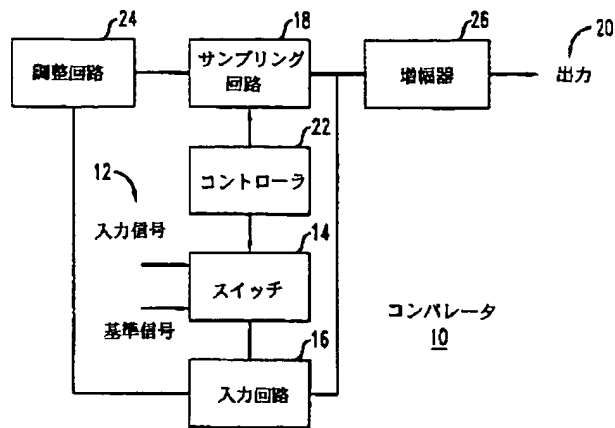 24
18
26
20
調整回路
サンプリング
回路
増幅器
出力
22
12
コントローラ
入力信号
14
スイッチ
基準信号
コンパレータ
10
16
入力回路